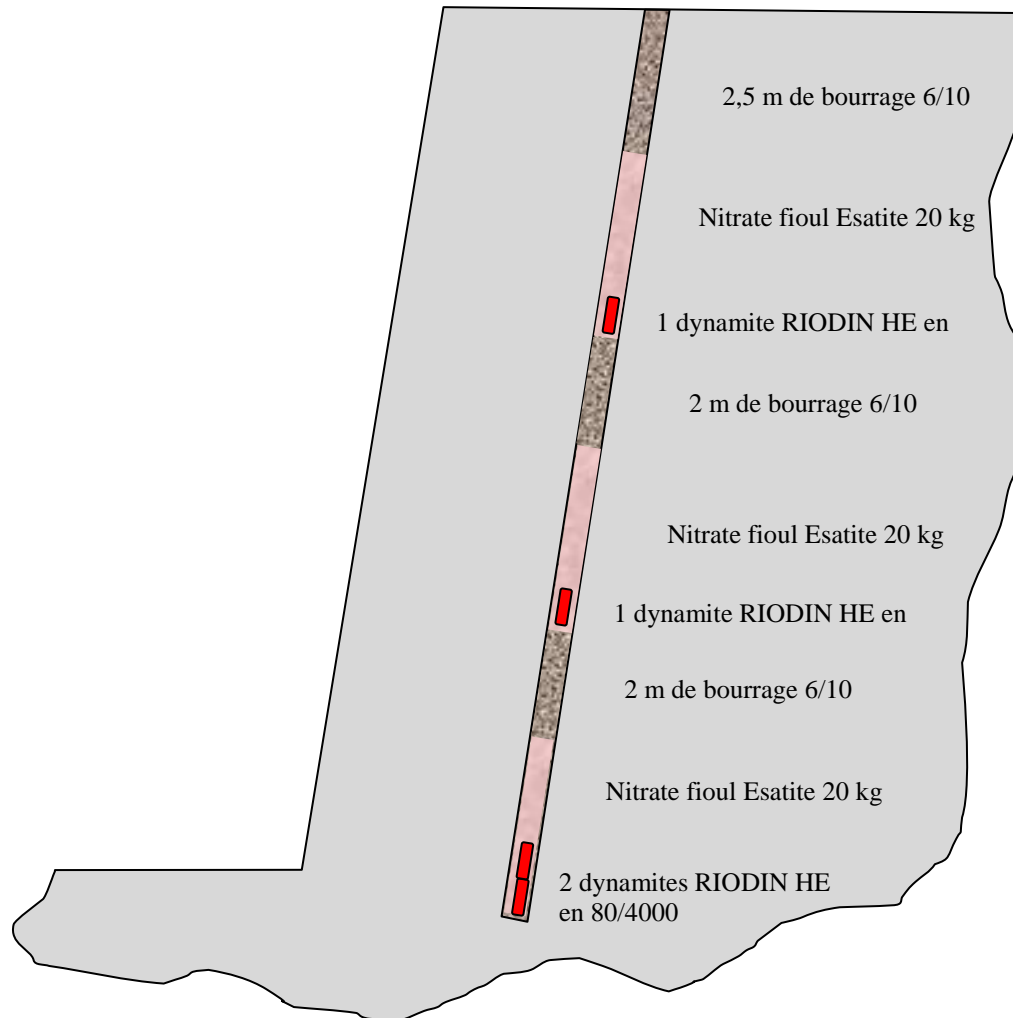 2,5 m de bourrage 6/10
Nitrate fioul Esatite 20 kg
1 dynamite RIODIN HE en
2 m de bourrage 6/10
Nitrate fioul Esatite 20 kg
1 dynamite RIODIN HE en
2 m de bourrage 6/10
Nitrate fioul Esatite 20 kg
2 dynamites RIODIN HE
en 80/4000